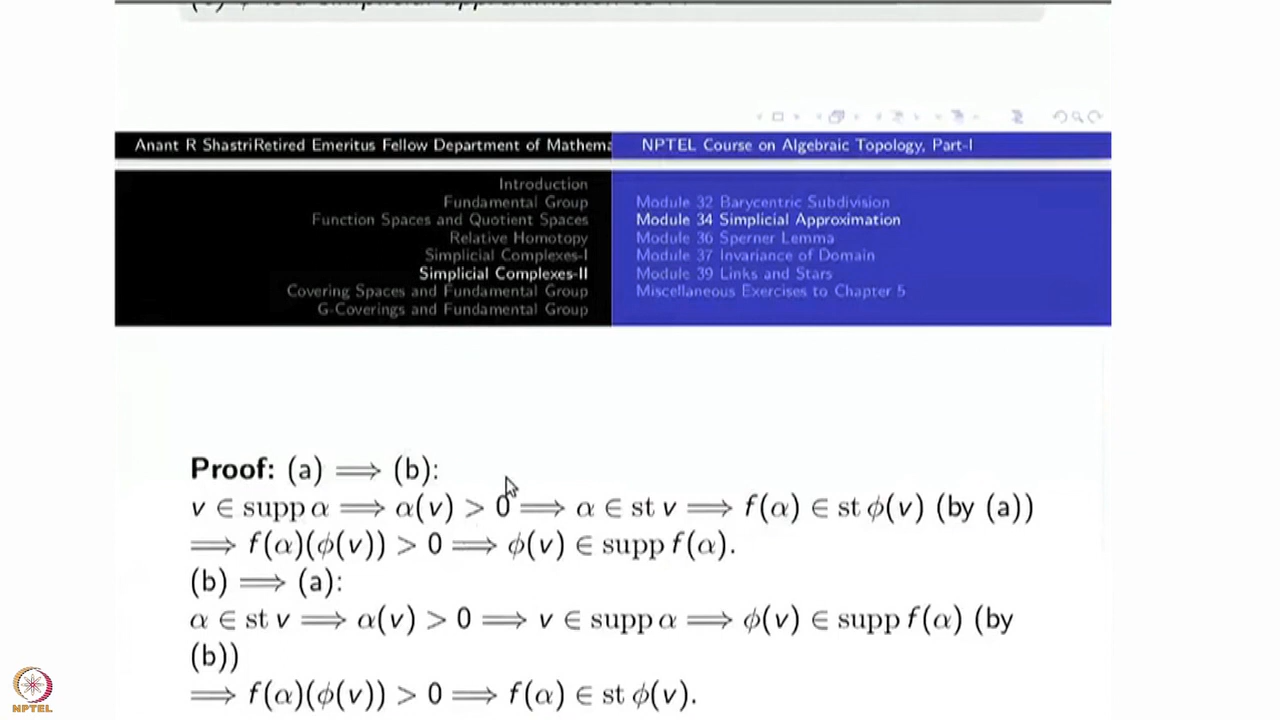 Anant R ShastriRetired Emeritus Fellow Department of Mathema
NPTEL Course on Algebraic Topology, Part-I
Introduction
Fundamental Group
Function Spaces and Quotient Spaces
Relative Homotopy
Simplicial Complexes-I
Simplicial Complexes-II
Covering Spaces and Fundamental Group
G-Coverings and Fundamental Group
Module 32 Barycentric Subdivision
Module 34 Simplicial Approximation
Module 36 Sperner Lemma
Module 37 Invariance of Domain
Module 39 Links and Stars
Miscellaneous Exercises to Chapter 5
Proof: (a) ⟹ (b):
v ∈ supp α ⟹ α(v) > 0 ⟹ α ∈ st v ⟹ f(α) ∈ st ϕ(v) (by (a))
⟹ f(α)(ϕ(v)) > 0 ⟹ ϕ(v) ∈ supp f(α).
(b) ⟹ (a):
α ∈ st v ⟹ α(v) > 0 ⟹ v ∈ supp α ⟹ ϕ(v) ∈ supp f(α) (by
(b))
⟹ f(α)(ϕ(v)) > 0 ⟹ f(α) ∈ st ϕ(v).
NPTEL